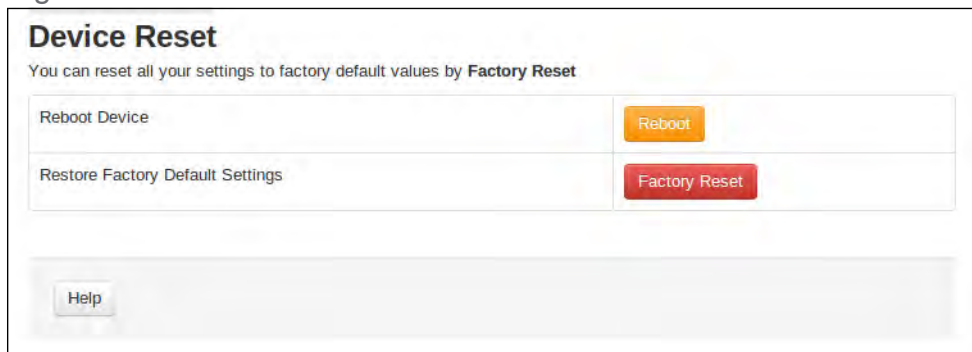 Device Reset
You can reset all your settings to factory default values by Factory Reset
Reboot Device
Reboot
Restore Factory Default Settings
Factory Reset
Help